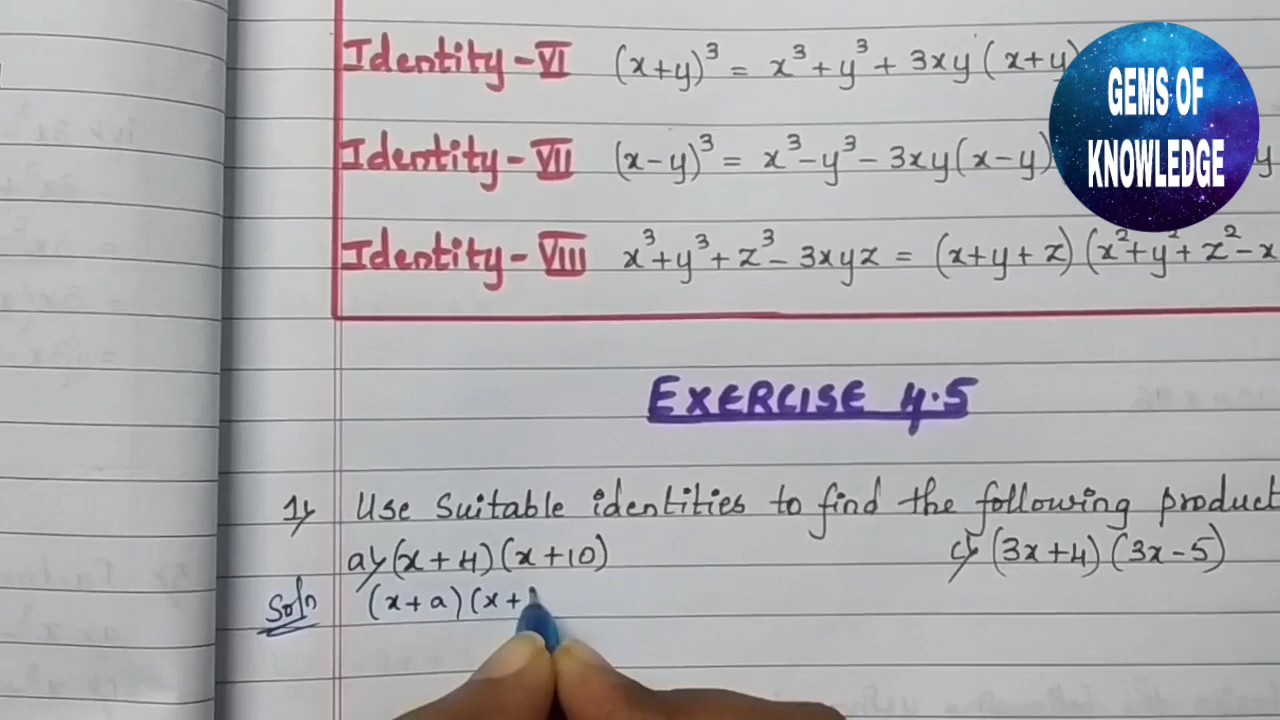 Identity - VI (x+y)³ = x³ + y³ + 3xy (x+y)
Identity - VII (x-y)³ = x³ - y³ - 3xy(x-y)
Identity - VIII x³+y³+z³- 3xyz = (x+y+z) (x²+y²+z²-x
GEMS OF
KNOWLEDGE
EXERCISE 4.5
1) Use Suitable identities to find the following product
a) (x+4) (x+10) c) (3x+4) (3x-5)
Soln (x+a) (x+